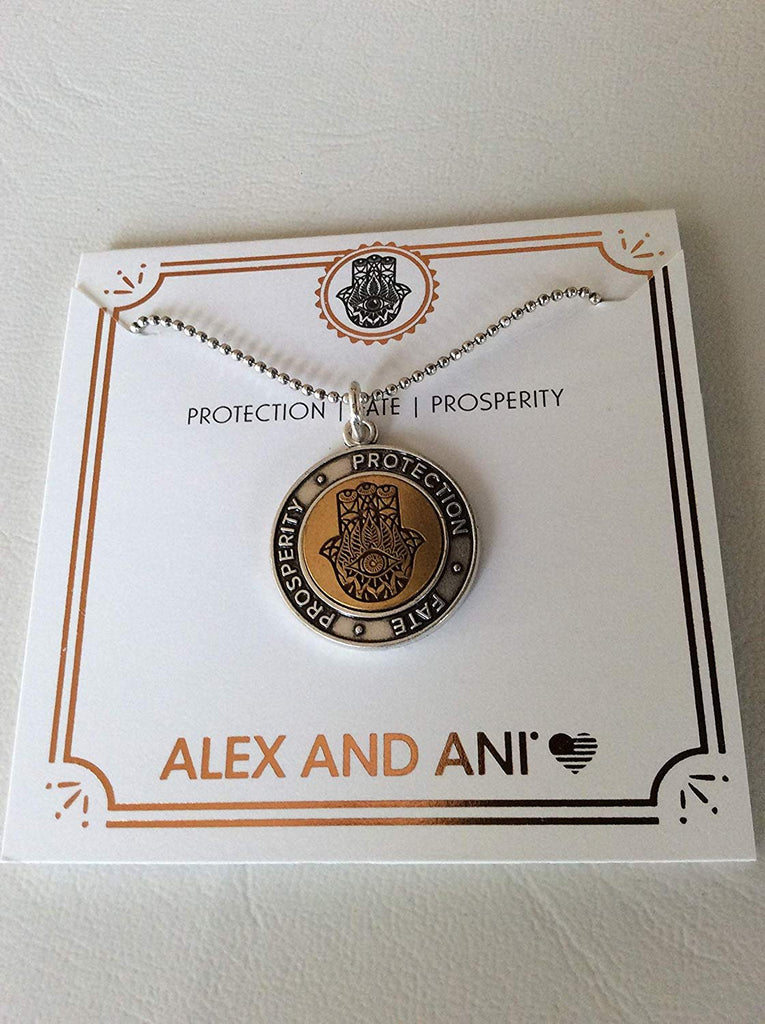 PROTECTION | FATE | PROSPERITY
PROTECTION • FATE • PROSPERITY •
ALEX AND ANI